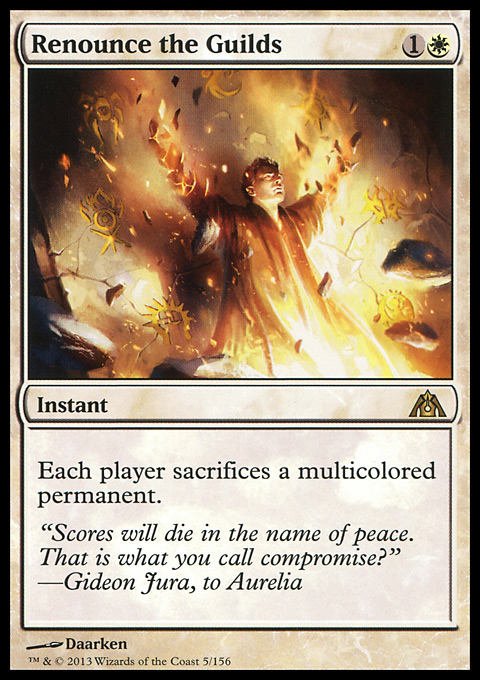 Renounce the Guilds 1
Instant
Each player sacrifices a multicolored
permanent.
“Scores will die in the name of peace.
That is what you call compromise?”
—Gideon Jura, to Aurelia
Daarken
™ & © 2013 Wizards of the Coast 5/156